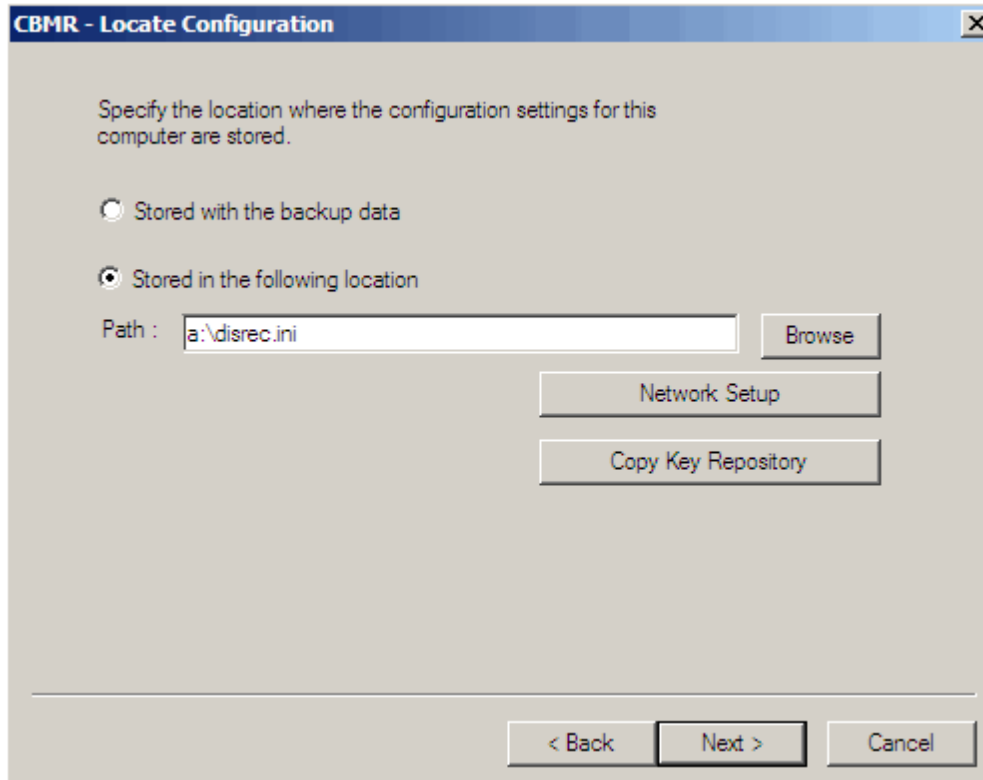 CBMR - Locate Configuration
Specify the location where the configuration settings for this
computer are stored.
Stored with the backup data
Stored in the following location
Path :
a:\disrec.ini
Browse
Network Setup
Copy Key Repository
< Back
Next >
Cancel